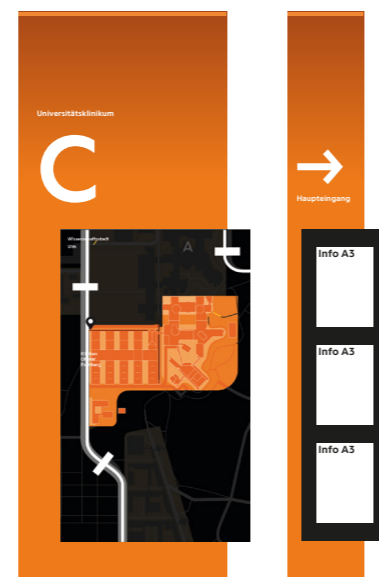 Universitätsklinikum
C
Wissenschaftsstadt
Ulm
A
Haupteingang
Info A3
Info A3
Info A3